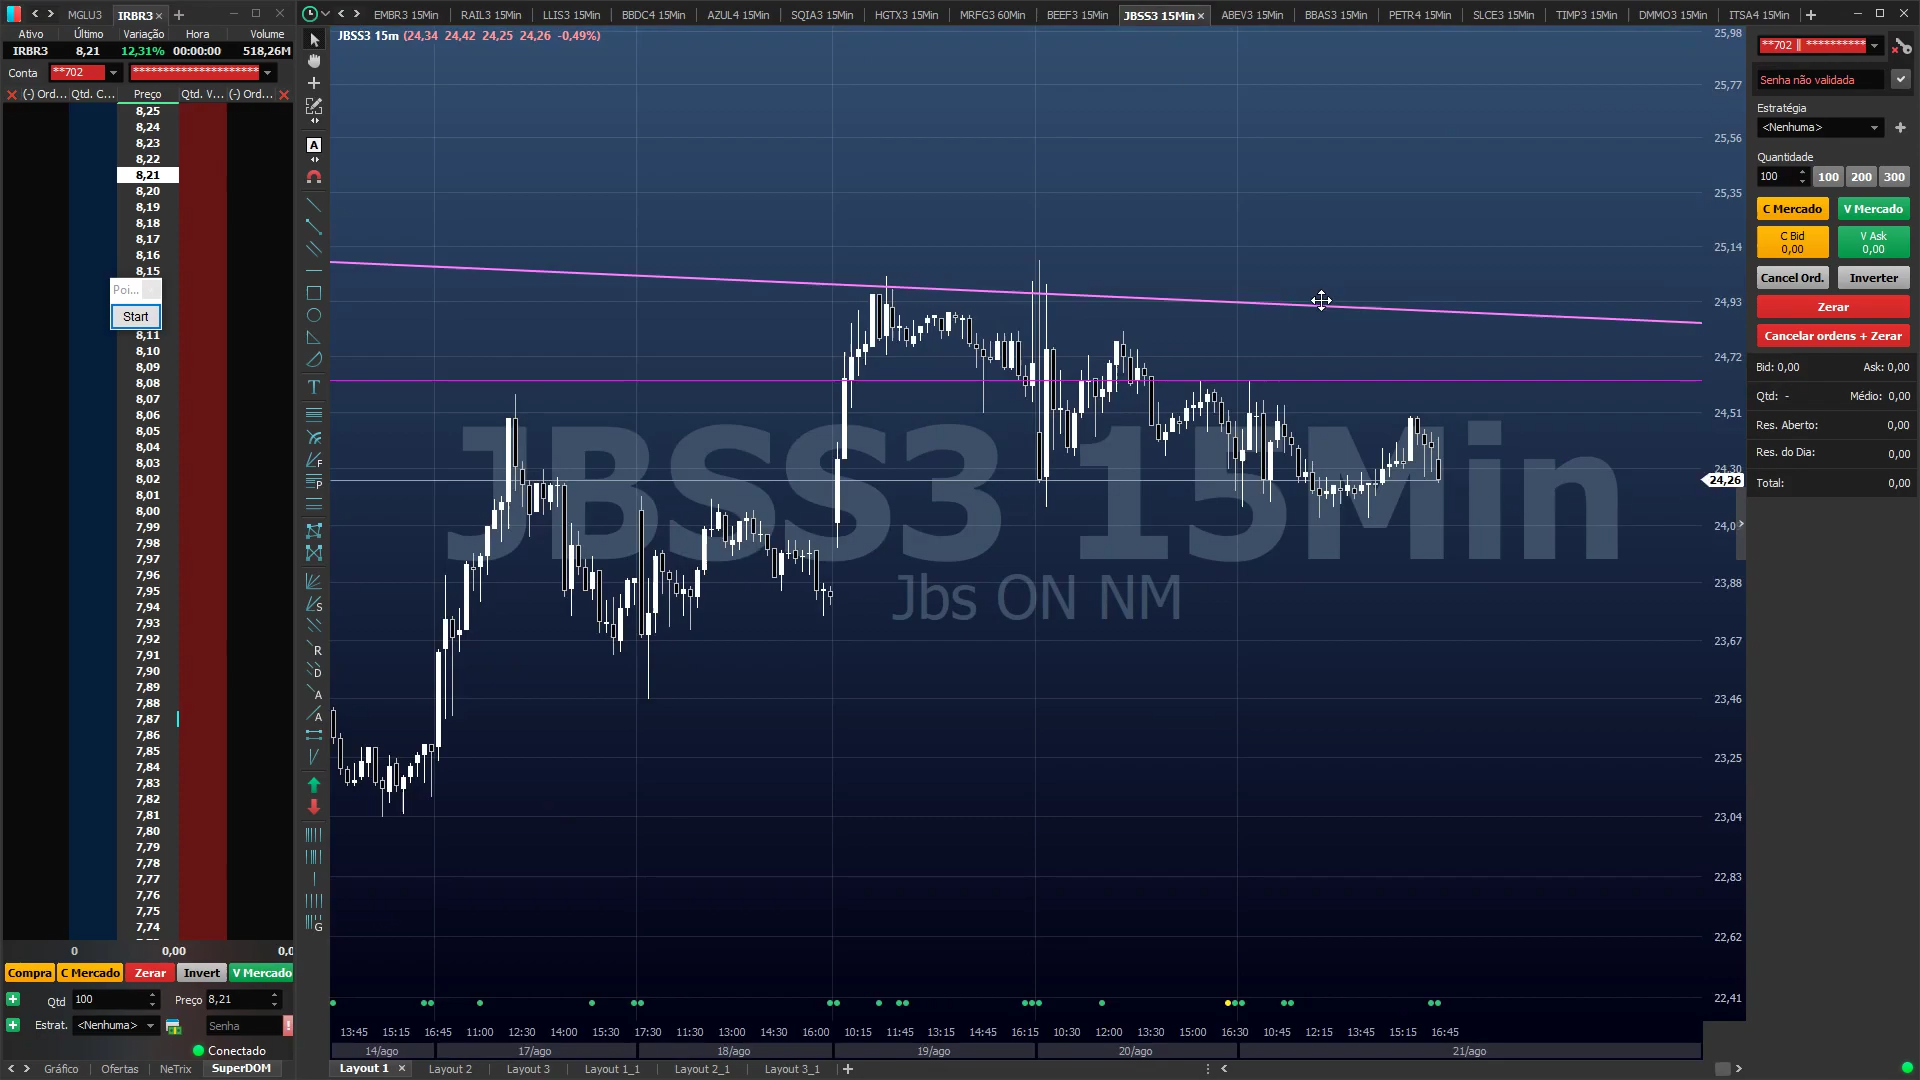 MGLU3 IRBR3
Ativo Último Variação Hora Volume
IRBR3 8,21 12,31% 00:00:00 518,26M
Conta **702 **********************
(-) Ord... Qtd. C... Preço Qtd. V... (-) Ord...
8,25
8,24
8,23
8,22
8,21
8,20
8,19
8,18
8,17
8,16
8,15
Poi...
Start
8,11
8,10
8,09
8,08
8,07
8,06
8,05
8,04
8,03
8,02
8,01
8,00
7,99
7,98
7,97
7,96
7,95
7,94
7,93
7,92
7,91
7,90
7,89
7,88
7,87
7,86
7,85
7,84
7,83
7,82
7,81
7,80
7,79
7,78
7,77
7,76
7,75
7,74
0 0,00 0,0
Compra C Mercado Zerar Invert V Mercado
Qtd 100 Preço 8,21
Estrat. <Nenhuma> Senha
Conectado
Gráfico Ofertas NeTrix SuperDOM
EMBR3 15Min RAIL3 15Min LLIS3 15Min BBDC4 15Min AZUL4 15Min SQIA3 15Min HGTX3 15Min MRFG3 60Min BEEF3 15Min JBSS3 15Min ABEV3 15Min BBAS3 15Min PETR4 15Min SLCE3 15Min TIMP3 15Min DMMO3 15Min ITSA4 15Min
JBSS3 15m (24,34 24,42 24,25 24,26 -0,49%)
JBSS3 15Min
Jbs ON NM
25,98
25,77
25,56
25,35
25,14
24,93
24,72
24,51
24,30
24,26
24,0
23,88
23,67
23,46
23,25
23,04
22,83
22,62
22,41
13:45 15:15 16:45 11:00 12:30 14:00 15:30 17:30 11:30 13:00 14:30 16:00 10:15 11:45 13:15 14:45 16:15 10:30 12:00 13:30 15:00 16:30 10:45 12:15 13:45 15:15 16:45
14/ago 17/ago 18/ago 19/ago 20/ago 21/ago
Layout 1 Layout 2 Layout 3 Layout 1_1 Layout 2_1 Layout 3_1
**702 ***********
Senha não validada
Estratégia
<Nenhuma>
Quantidade
100 100 200 300
C Mercado V Mercado
C Bid V Ask
0,00 0,00
Cancel Ord. Inverter
Zerar
Cancelar ordens + Zerar
Bid: 0,00 Ask: 0,00
Qtd: - Médio: 0,00
Res. Aberto: 0,00
Res. do Dia: 0,00
Total: 0,00